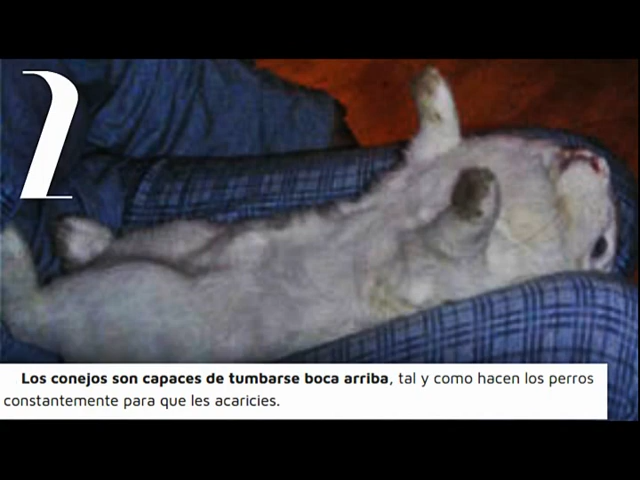 2
Los conejos son capaces de tumbarse boca arriba, tal y como hacen los perros
constantemente para que les acaricies.